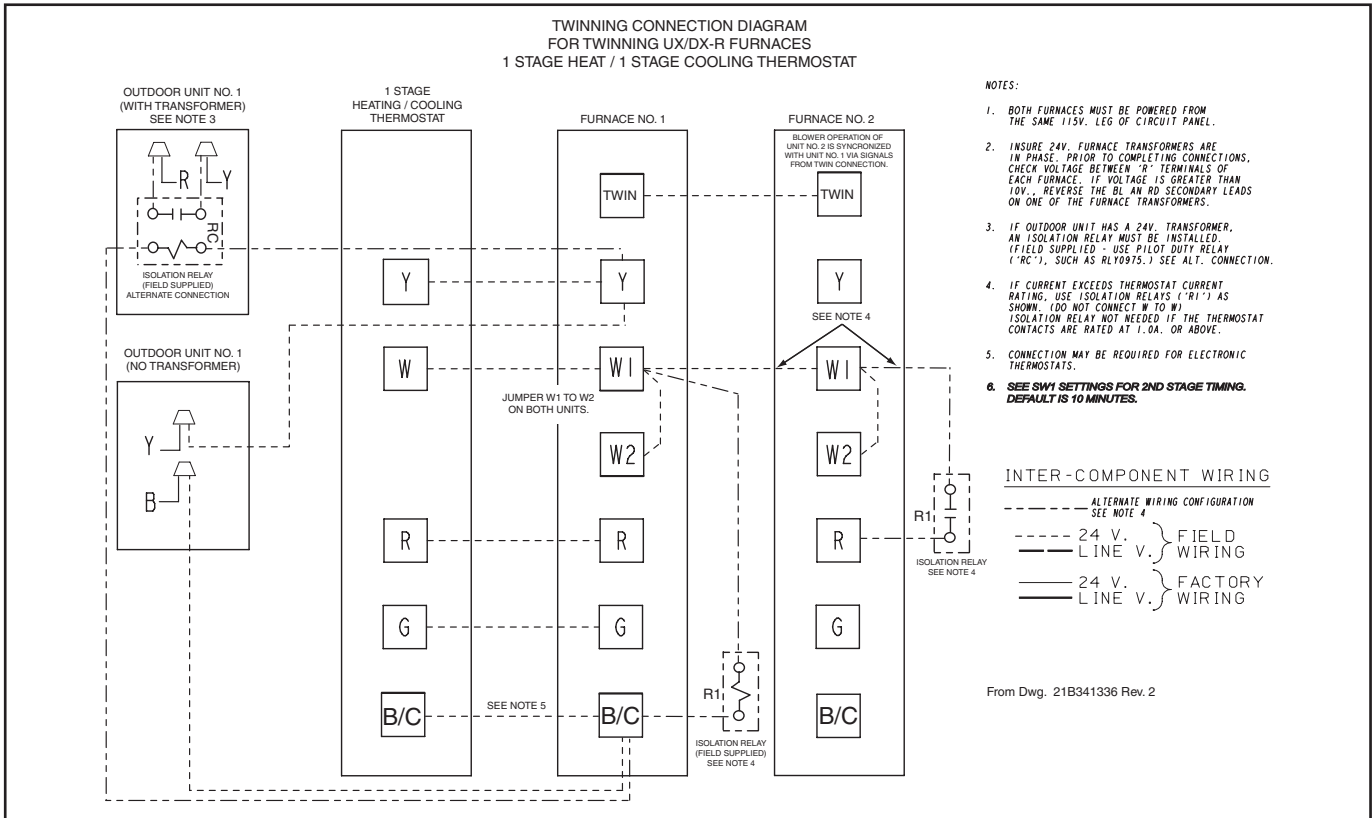 TWINNING CONNECTION DIAGRAM
FOR TWINNING UX/DX-R FURNACES
1 STAGE HEAT / 1 STAGE COOLING THERMOSTAT
OUTDOOR UNIT NO. 1
(WITH TRANSFORMER)
SEE NOTE 3
R
Y
RC
ISOLATION RELAY
(FIELD SUPPLIED)
ALTERNATE CONNECTION
OUTDOOR UNIT NO. 1
(NO TRANSFORMER)
Y
B
1 STAGE
HEATING / COOLING
THERMOSTAT
Y
W
R
G
B/C
SEE NOTE 5
FURNACE NO. 1
TWIN
Y
W1
JUMPER W1 TO W2
ON BOTH UNITS.
W2
R
G
B/C
R1
ISOLATION RELAY
(FIELD SUPPLIED)
SEE NOTE 4
FURNACE NO. 2
BLOWER OPERATION OF
UNIT NO. 2 IS SYNCRONIZED
WITH UNIT NO. 1 VIA SIGNALS
FROM TWIN CONNECTION.
TWIN
Y
SEE NOTE 4
W1
W2
R
G
B/C
R1
ISOLATION RELAY
SEE NOTE 4
NOTES:
1. BOTH FURNACES MUST BE POWERED FROM
THE SAME 115V. LEG OF CIRCUIT PANEL.
2. INSURE 24V. FURNACE TRANSFORMERS ARE
IN PHASE. PRIOR TO COMPLETING CONNECTIONS,
CHECK VOLTAGE BETWEEN 'R' TERMINALS OF
EACH FURNACE. IF VOLTAGE IS GREATER THAN
10V., REVERSE THE BL AN RD SECONDARY LEADS
ON ONE OF THE FURNACE TRANSFORMERS.
3. IF OUTDOOR UNIT HAS A 24V. TRANSFORMER,
AN ISOLATION RELAY MUST BE INSTALLED.
(FIELD SUPPLIED - USE PILOT DUTY RELAY
('RC'), SUCH AS RLY0975.) SEE ALT. CONNECTION.
4. IF CURRENT EXCEEDS THERMOSTAT CURRENT
RATING, USE ISOLATION RELAYS ('R1') AS
SHOWN. (DO NOT CONNECT W TO W)
ISOLATION RELAY NOT NEEDED IF THE THERMOSTAT
CONTACTS ARE RATED AT 1.0A. OR ABOVE.
5. CONNECTION MAY BE REQUIRED FOR ELECTRONIC
THERMOSTATS.
6. SEE SW1 SETTINGS FOR 2ND STAGE TIMING.
DEFAULT IS 10 MINUTES.
INTER-COMPONENT WIRING
ALTERNATE WIRING CONFIGURATION
SEE NOTE 4
24 V. FIELD
LINE V. WIRING
24 V. FACTORY
LINE V. WIRING
From Dwg. 21B341336 Rev. 2